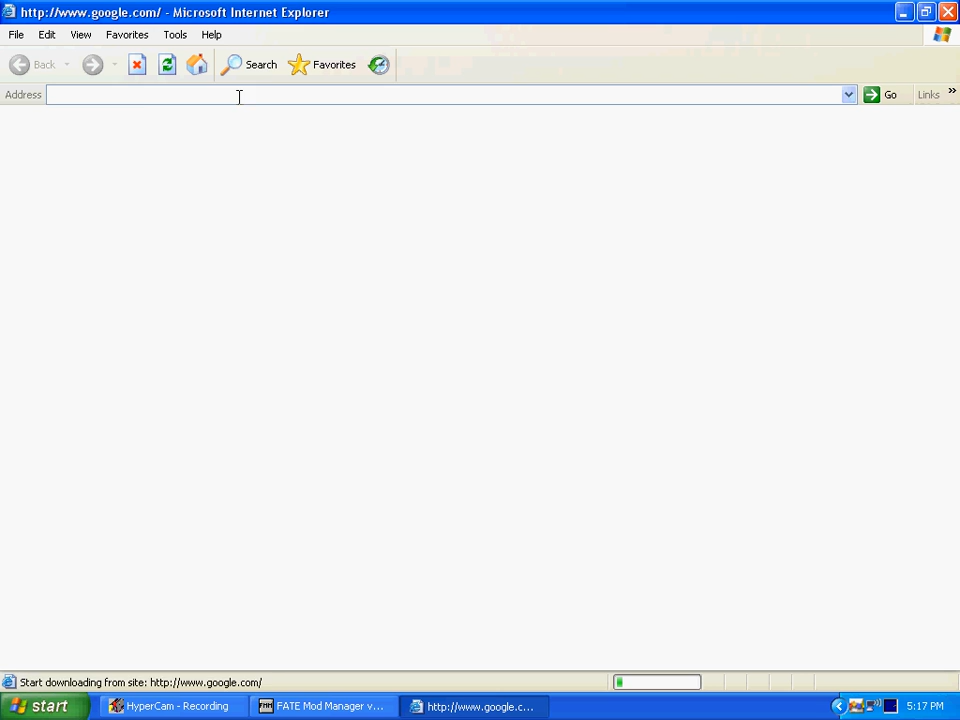 http://www.google.com/ - Microsoft Internet Explorer
File Edit View Favorites Tools Help
Back Search Favorites
Address Go Links »
Start downloading from site: http://www.google.com/
start HyperCam - Recording FMM FATE Mod Manager v... http://www.google.c... 5:17 PM